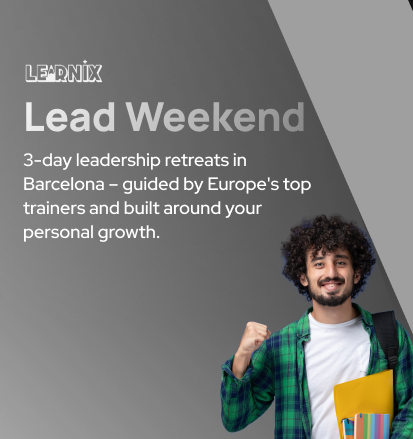 LEARNIX
Lead Weekend
3-day leadership retreats in
Barcelona – guided by Europe's top
trainers and built around your
personal growth.